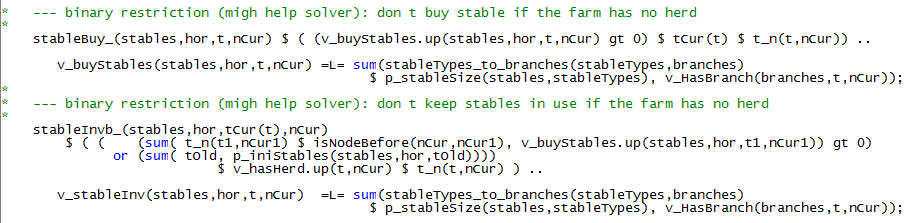 *    --- binary restriction (migh help solver): don t buy stable if the farm has no herd
*
stableBuy_(stables,hor,t,nCur) $ ( (v_buyStables.up(stables,hor,t,nCur) gt 0) $ tCur(t) $ t_n(t,nCur)) ..
v_buyStables(stables,hor,t,nCur) =L= sum(stableTypes_to_branches(stableTypes,branches)
$ p_stableSize(stables,stableTypes), v_HasBranch(branches,t,nCur));
*
*    --- binary restriction (migh help solver): don t keep stables in use if the farm has no herd
*
stableInvb_(stables,hor,tCur(t),nCur)
$ ( (    (sum( t_n(t1,nCur1) $ isNodeBefore(nCur,nCur1), v_buyStables.up(stables,hor,t1,nCur1)) gt 0)
or (sum( tOld, p_iniStables(stables,hor,tOld))))
$ v_hasHerd.up(t,nCur) $ t_n(t,nCur) ) ..
v_stableInv(stables,hor,t,nCur)  =L= sum(stableTypes_to_branches(stableTypes,branches)
$ p_stableSize(stables,stableTypes), v_HasBranch(branches,t,nCur));